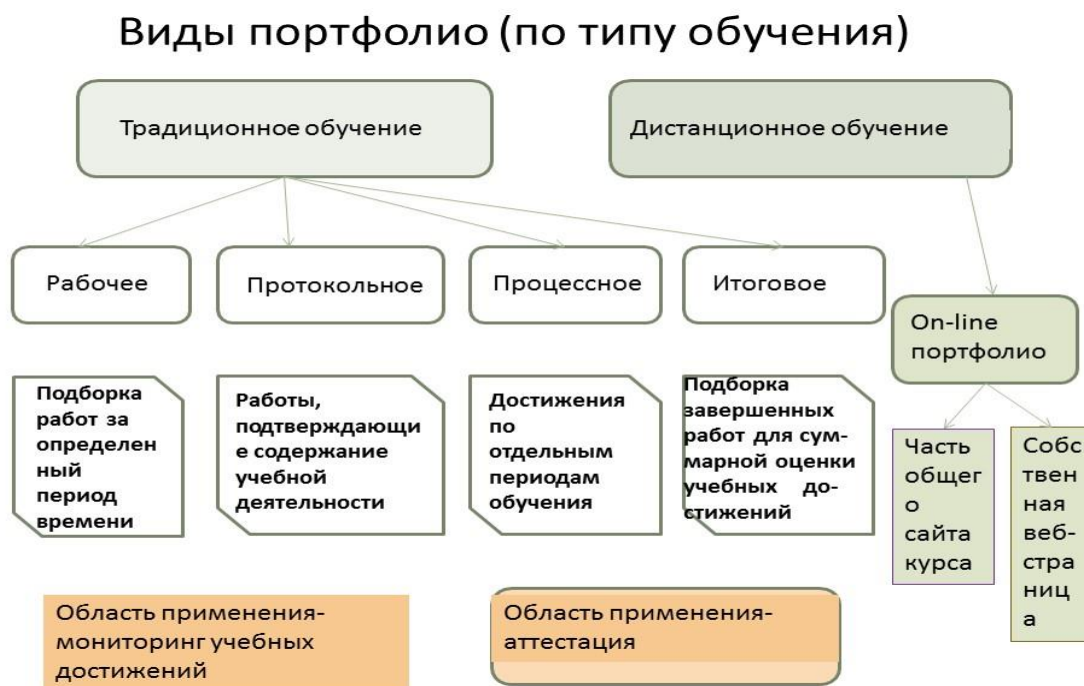 Виды портфолио (по типу обучения)
Традиционное обучение
Дистанционное обучение
Рабочее
Протокольное
Процессное
Итоговое
On-line
портфолио
Подборка
работ за
определен
ный
период
времени
Работы,
подтверждающи
е содержание
учебной
деятельности
Достижения
по
отдельным
периодам
обучения
Подборка
завершенных
работ для сум-
марной оценки
учебных до-
стижений
Часть
общег
о
сайта
курса
Собс
твен
ная
веб-
стра
ниц
а
Область применения-
мониторинг учебных
достижений
Область применения-
аттестация